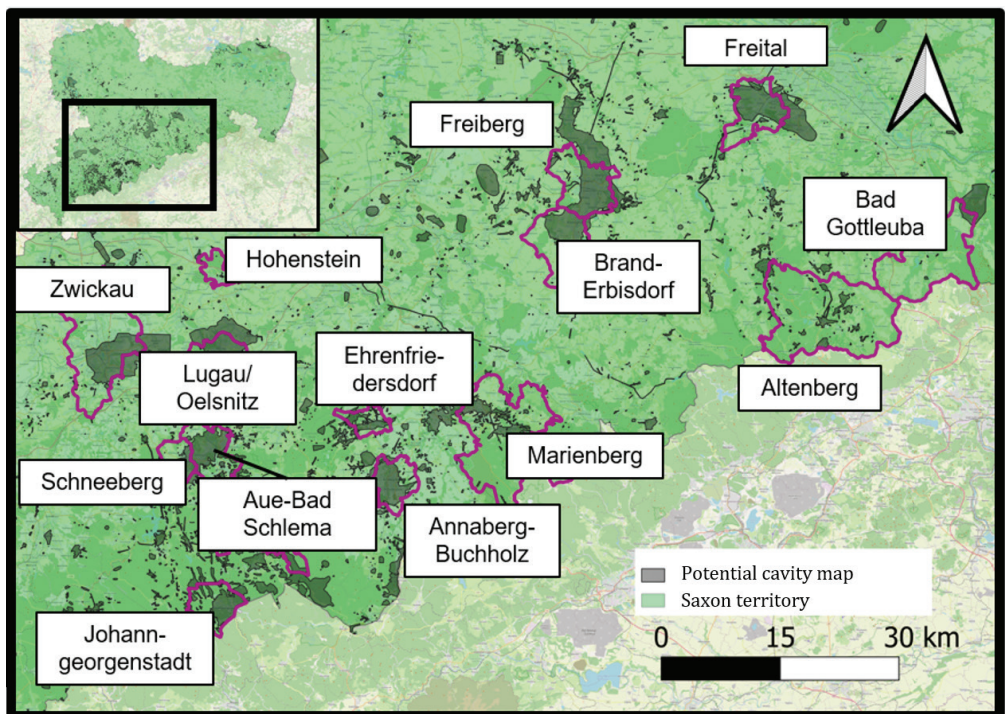 Freital
Freiberg
Bad
Gottleuba
Hohenstein
Brand-
Erbisdorf
Zwickau
Ehrenfrie-
dersdorf
Lugau/
Oelsnitz
Altenberg
Marienberg
Schneeberg
Aue-Bad
Schlema
Annaberg-
Buchholz
Johann-
georgenstadt
Potential cavity map
Saxon territory
0 15 30 km